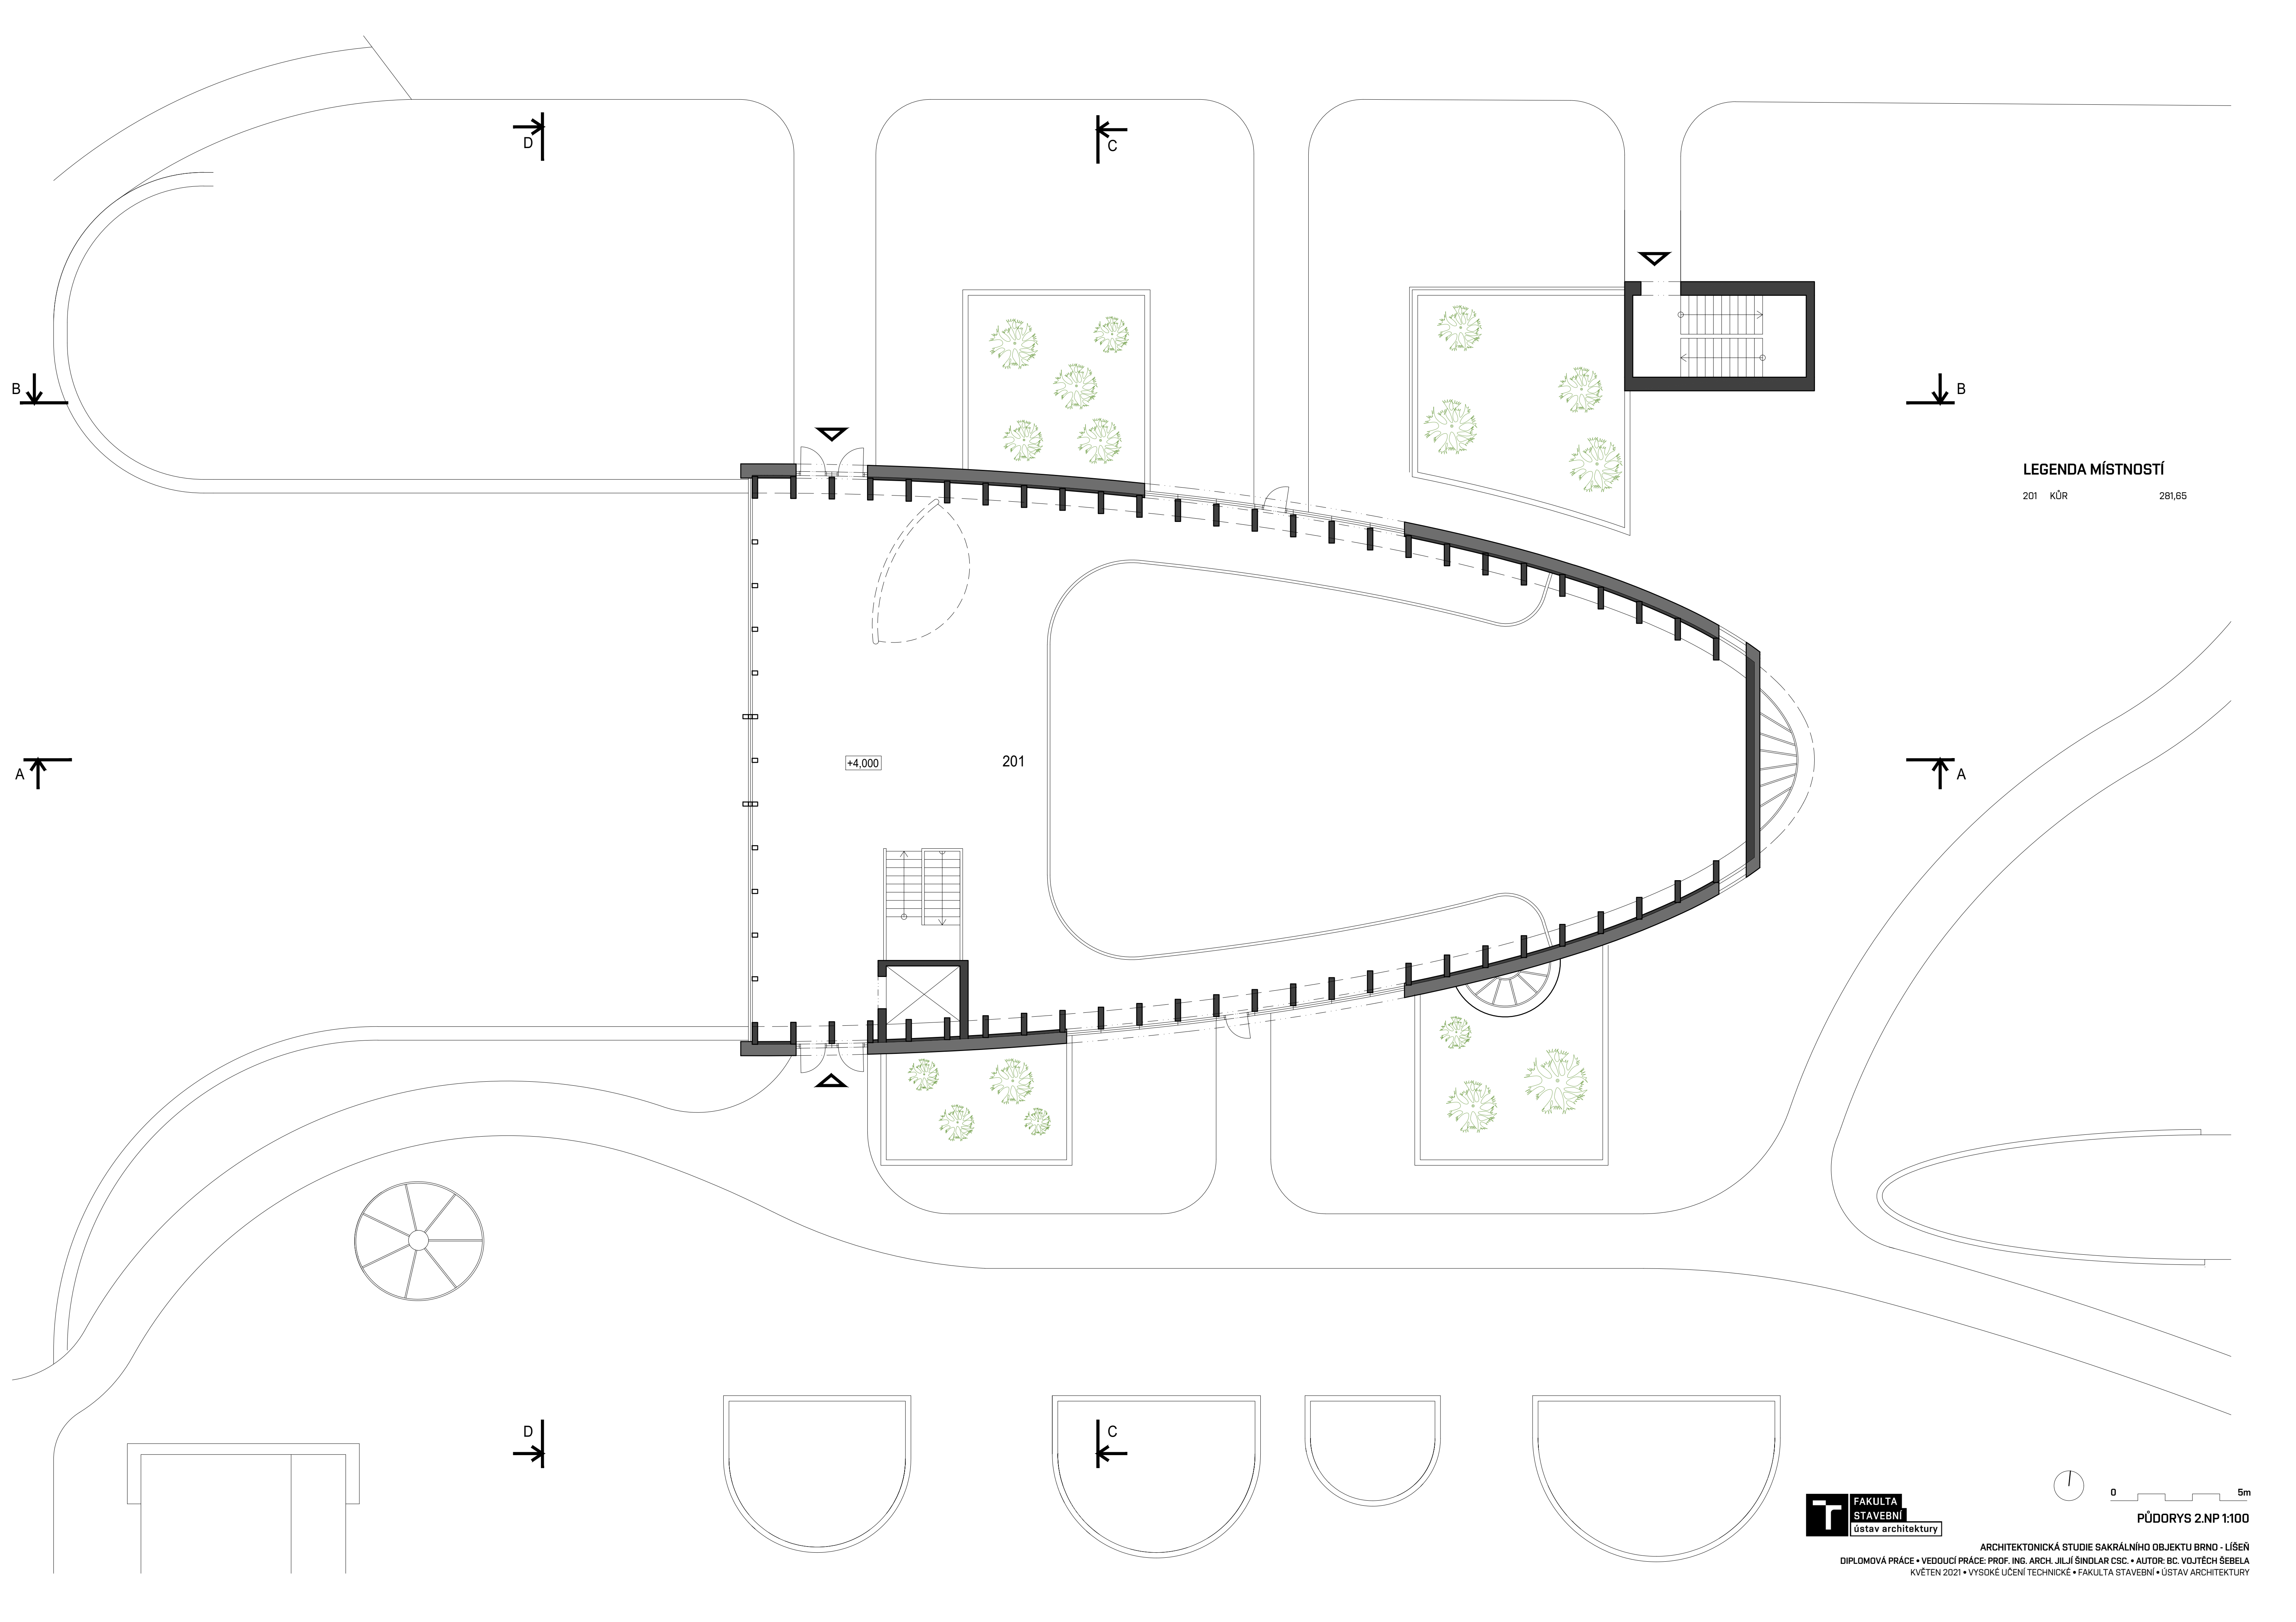 D
C
B
B
LEGENDA MÍSTNOSTÍ
201 KŮR 281,65
+4,000
201
A
A
D
C
0 5m
FAKULTA
STAVEBNÍ
ústav architektury
PŮDORYS 2.NP 1:100
ARCHITEKTONICKÁ STUDIE SAKRÁLNÍHO OBJEKTU BRNO - LÍŠEŇ
DIPLOMOVÁ PRÁCE • VEDOUCÍ PRÁCE: PROF. ING. ARCH. JILJÍ ŠINDLAR CSC. • AUTOR: BC. VOJTĚCH ŠEBELA
KVĚTEN 2021 • VYSOKÉ UČENÍ TECHNICKÉ • FAKULTA STAVEBNÍ • ÚSTAV ARCHITEKTURY